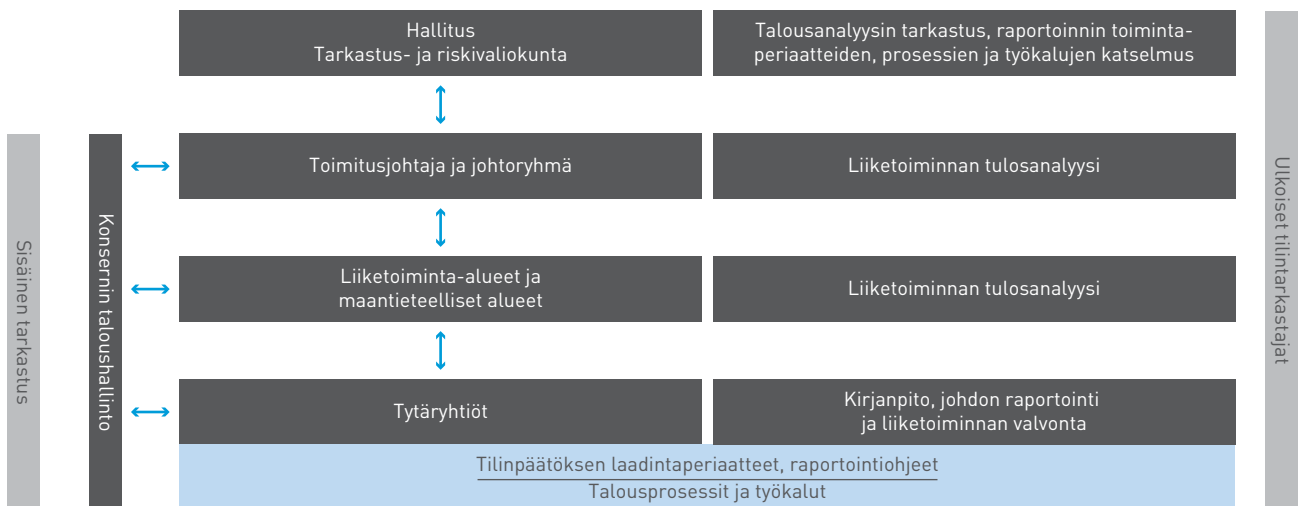 Hallitus
Tarkastus- ja riskivaliokunta
Talousanalyysin tarkastus, raportoinnin toiminta-
periaatteiden, prosessien ja työkalujen katselmus
Sisäinen tarkastus
Konsernin taloushallinto
Toimitusjohtaja ja johtoryhmä
Liiketoiminnan tulosanalyysi
Liiketoiminta-alueet ja
maantieteelliset alueet
Liiketoiminnan tulosanalyysi
Tytäryhtiöt
Kirjanpito, johdon raportointi
ja liiketoiminnan valvonta
Tilinpäätöksen laadintaperiaatteet, raportointiohjeet
Talousprosessit ja työkalut
Ulkoiset tilintarkastajat